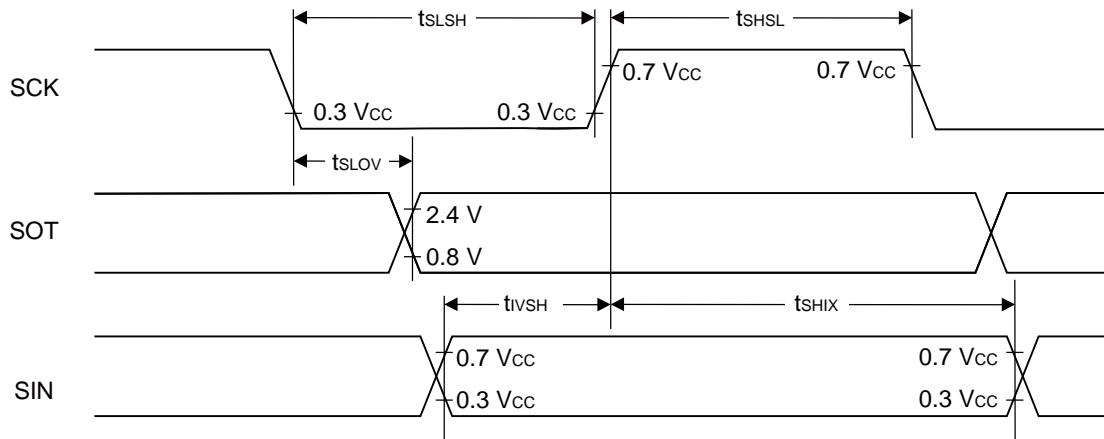 tSLSH
tSHSL
SCK
0.7 VCC
0.7 VCC
0.3 VCC
0.3 VCC
tSLOV
SOT
2.4 V
0.8 V
tIVSH
tSHIX
SIN
0.7 VCC
0.7 VCC
0.3 VCC
0.3 VCC